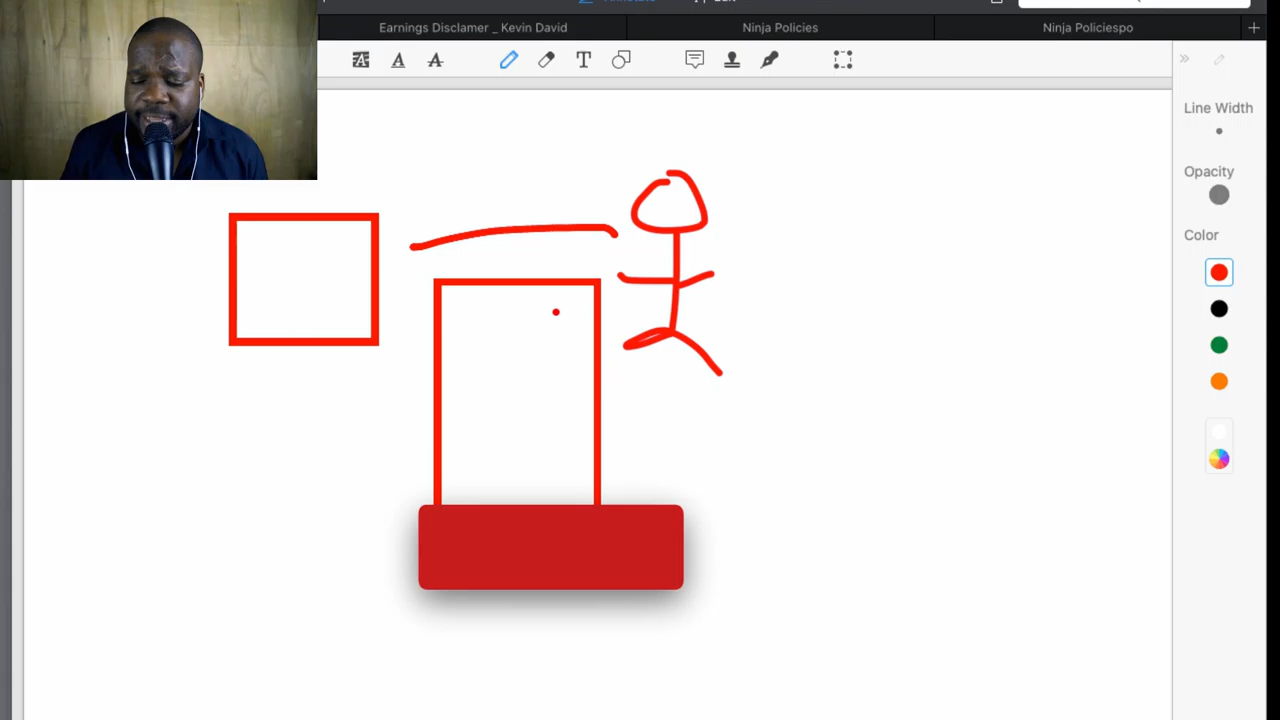 Earnings Disclamer _ Kevin David
Ninja Policies
Ninja Policiespo
Line Width
Opacity
Color